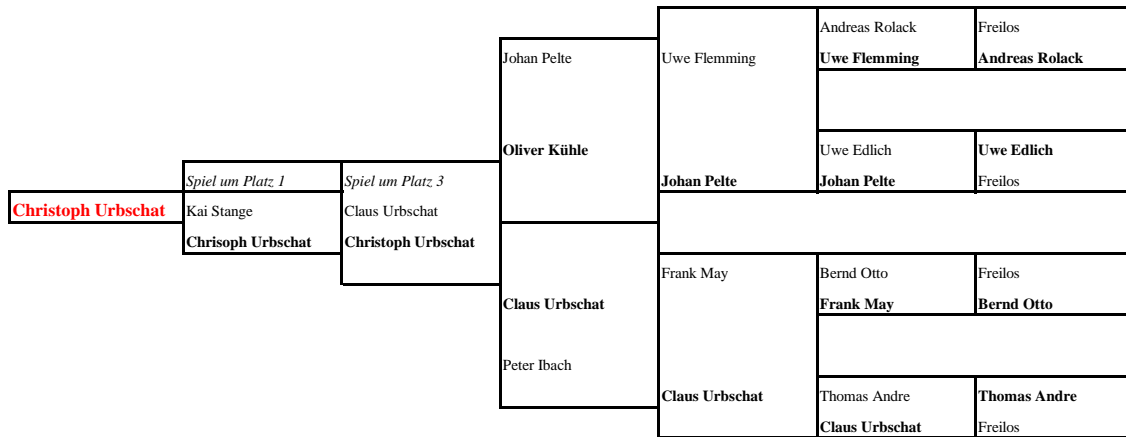 Andreas Rolack Freilos
Johan Pelte Uwe Flemming Uwe Flemming Andreas Rolack
Oliver Kühle Uwe Edlich Uwe Edlich
Spiel um Platz 1 Spiel um Platz 3 Johan Pelte Johan Pelte Freilos
Christoph Urbschat Kai Stange Claus Urbschat
Chrisoph Urbschat Christoph Urbschat
Frank May Bernd Otto Freilos
Claus Urbschat Frank May Bernd Otto
Peter Ibach
Claus Urbschat Thomas Andre Thomas Andre
Claus Urbschat Freilos